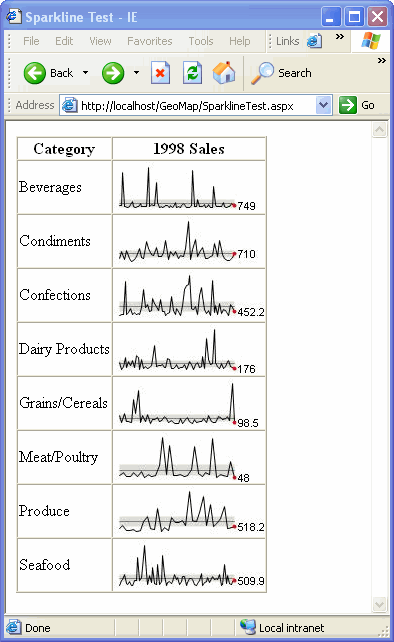 Sparkline Test - IE
File Edit View Favorites Tools Help Links »
Back Search »
Address http://localhost/GeoMap/SparklineTest.aspx Go
Category 1998 Sales
Beverages 749
Condiments 710
Confections 452.2
Dairy Products 176
Grains/Cereals 98.5
Meat/Poultry 48
Produce 518.2
Seafood 509.9
Done Local intranet